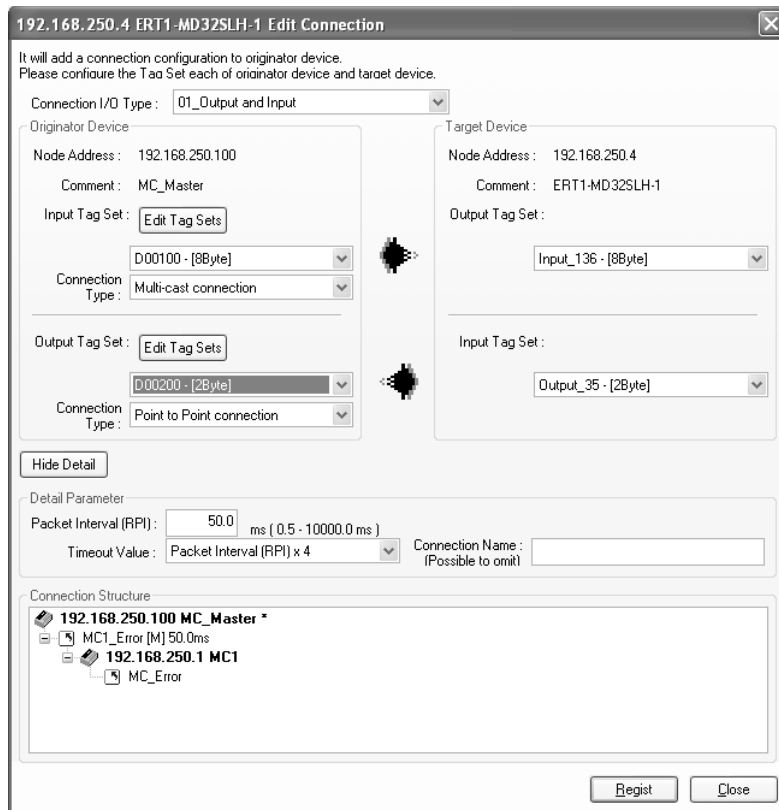 192.168.250.4 ERT1-MD32SLH-1 Edit Connection
It will add a connection configuration to originator device.
Please configure the Tag Set each of originator device and target device.
Connection I/O Type : 01_Output and Input
Originator Device
Node Address : 192.168.250.100
Comment : MC_Master
Input Tag Set : Edit Tag Sets
D00100 - [8Byte]
Connection Type : Multi-cast connection
Output Tag Set : Edit Tag Sets
D00200 - [2Byte]
Connection Type : Point to Point connection
Target Device
Node Address : 192.168.250.4
Comment : ERT1-MD32SLH-1
Output Tag Set :
Input_136 - [8Byte]
Input Tag Set :
Output_35 - [2Byte]
Hide Detail
Detail Parameter
Packet Interval (RPI) : 50.0 ms ( 0.5 - 10000.0 ms )
Timeout Value : Packet Interval (RPI) x 4
Connection Name :
(Possible to omit)
Connection Structure
192.168.250.100 MC_Master *
MC1_Error [M] 50.0ms
192.168.250.1 MC1
MC_Error
Regist Close